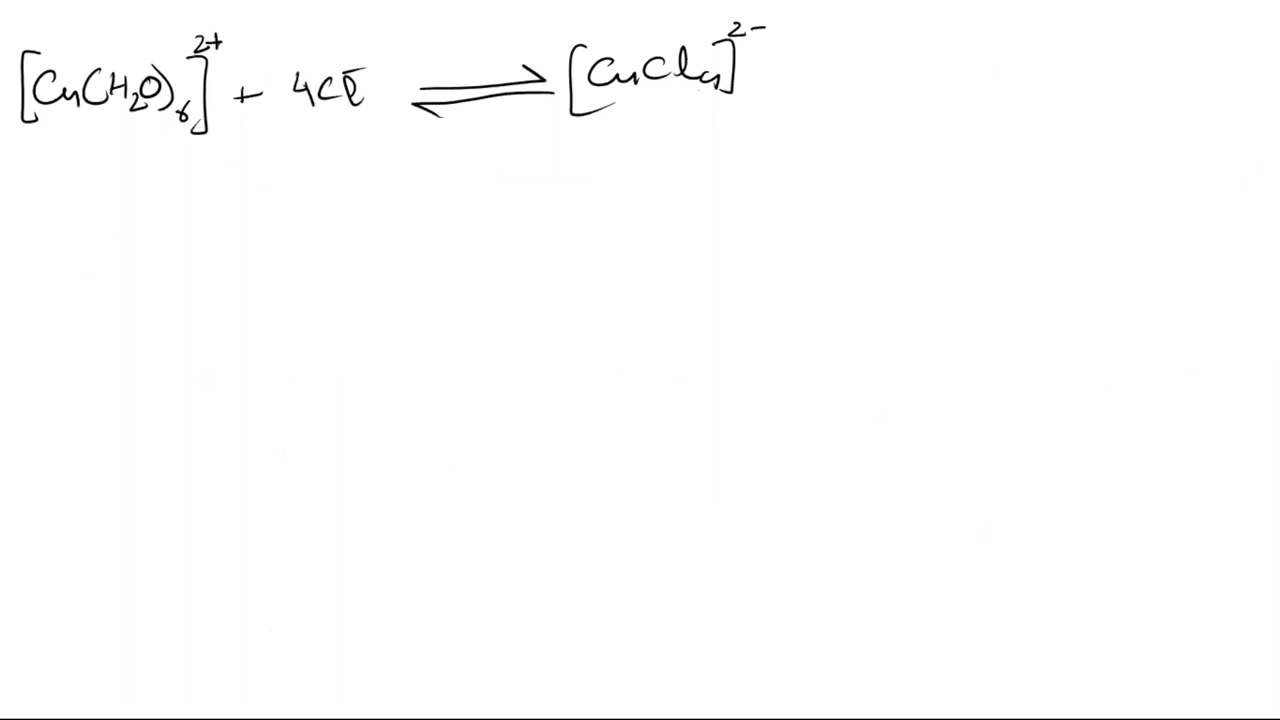 [Cu(H₂O)₆]²⁺ + 4Cl⁻ ⇌ [CuCl₄]²⁻